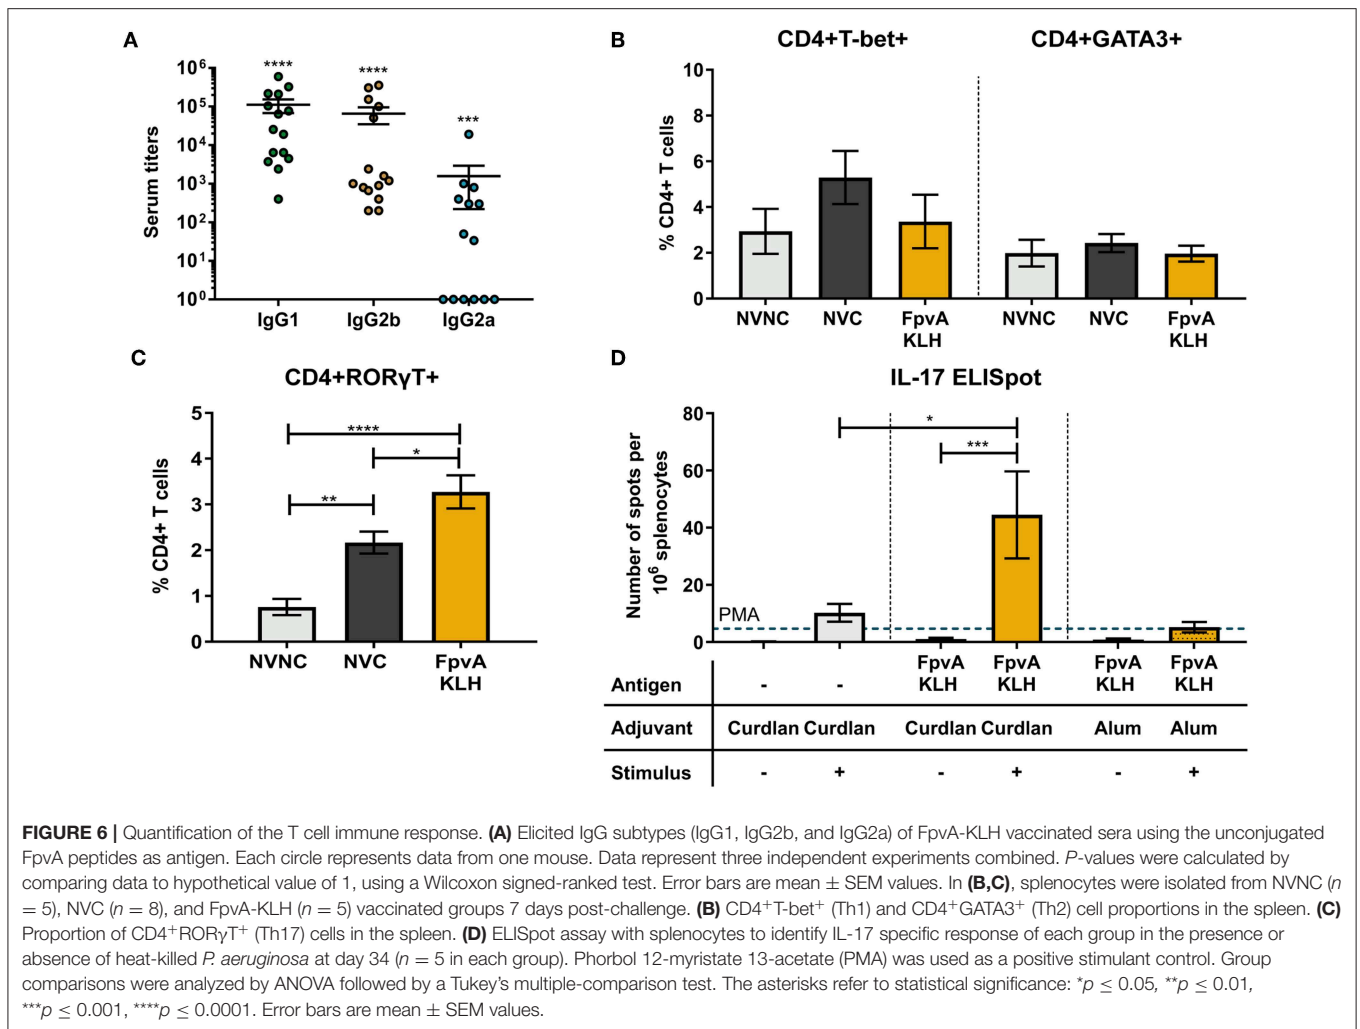 A
Serum titers
10⁶
10⁵
10⁴
10³
10²
10¹
10⁰
****
****
***
IgG1 IgG2b IgG2a
B
CD4+T-bet+ CD4+GATA3+
% CD4+ T cells
10
8
6
4
2
0
NVNC NVC FpvA NVNC NVC FpvA
KLH KLH
C
CD4+RORγT+
% CD4+ T cells
5
4
3
2
1
0
****
*
**
NVNC NVC FpvA
KLH
D
IL-17 ELISpot
Number of spots per
10⁶ splenocytes
80
60
40
20
0
*
***
PMA
FpvA FpvA FpvA FpvA
Antigen - - KLH KLH KLH KLH
Adjuvant Curdlan Curdlan Curdlan Curdlan Alum Alum
Stimulus - + - + - +
FIGURE 6 | Quantification of the T cell immune response. (A) Elicited IgG subtypes (IgG1, IgG2b, and IgG2a) of FpvA-KLH vaccinated sera using the unconjugated
FpvA peptides as antigen. Each circle represents data from one mouse. Data represent three independent experiments combined. P-values were calculated by
comparing data to hypothetical value of 1, using a Wilcoxon signed-ranked test. Error bars are mean ± SEM values. In (B,C), splenocytes were isolated from NVNC (n
= 5), NVC (n = 8), and FpvA-KLH (n = 5) vaccinated groups 7 days post-challenge. (B) CD4⁺T-bet⁺ (Th1) and CD4⁺GATA3⁺ (Th2) cell proportions in the spleen. (C)
Proportion of CD4⁺RORγT⁺ (Th17) cells in the spleen. (D) ELISpot assay with splenocytes to identify IL-17 specific response of each group in the presence or
absence of heat-killed P. aeruginosa at day 34 (n = 5 in each group). Phorbol 12-myristate 13-acetate (PMA) was used as a positive stimulant control. Group
comparisons were analyzed by ANOVA followed by a Tukey's multiple-comparison test. The asterisks refer to statistical significance: *p ≤ 0.05, **p ≤ 0.01,
***p ≤ 0.001, ****p ≤ 0.0001. Error bars are mean ± SEM values.